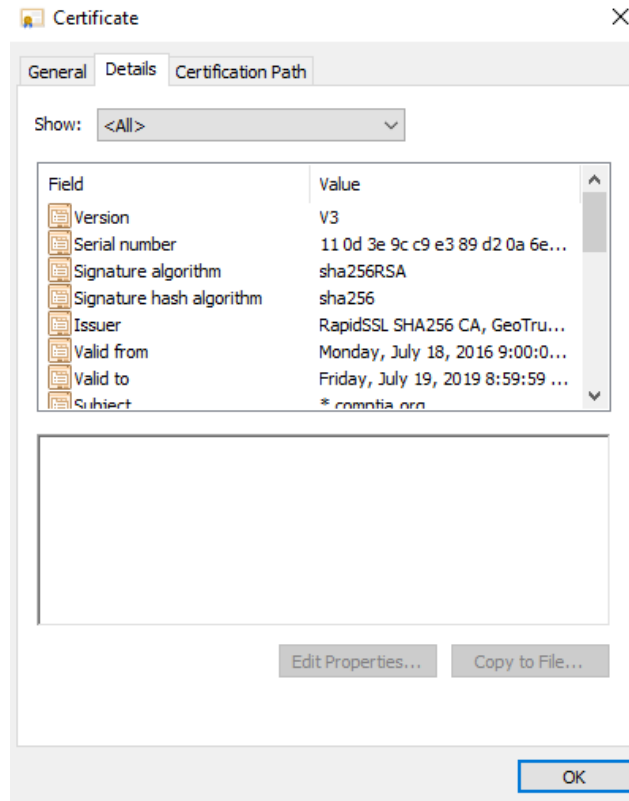 Certificate
General Details Certification Path
Show: <All>
Field Value
Version V3
Serial number 11 0d 3e 9c c9 e3 89 d2 0a 6e...
Signature algorithm sha256RSA
Signature hash algorithm sha256
Issuer RapidSSL SHA256 CA, GeoTru...
Valid from Monday, July 18, 2016 9:00:0...
Valid to Friday, July 19, 2019 8:59:59 ...
Subject *.comptia.org
Edit Properties... Copy to File...
OK